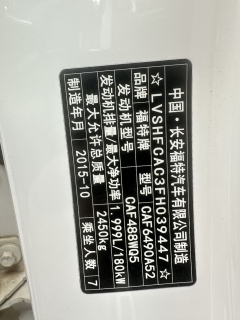 中国·长安福特汽车有限公司制造
☆LVSHFCAC3FH039447☆
品牌 福特牌 型号 CAF6490A52
发动机型号 CAF488WQ5
发动机排量/最大净功率 1.999L/180kW
最大允许总质量 2450kg
制造年月 2015-10 乘坐人数 7